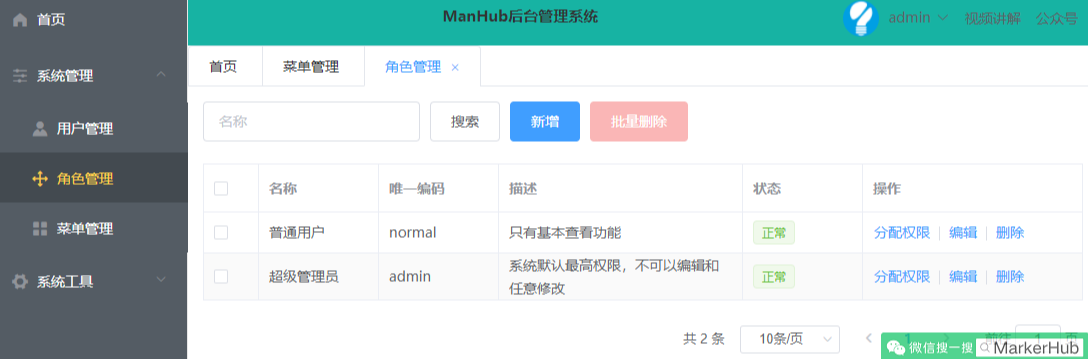 首页
系统管理
用户管理
角色管理
菜单管理
系统工具
ManHub后台管理系统
admin 视频讲解 公众号
首页 菜单管理 角色管理 ×
名称 搜索 新增 批量删除
名称 唯一编码 描述 状态 操作
普通用户 normal 只有基本查看功能 正常 分配权限 编辑 删除
超级管理员 admin 系统默认最高权限，不可以编辑和
任意修改 正常 分配权限 编辑 删除
共 2 条 10条/页 1 前往 1 页
微信搜一搜 MarkerHub